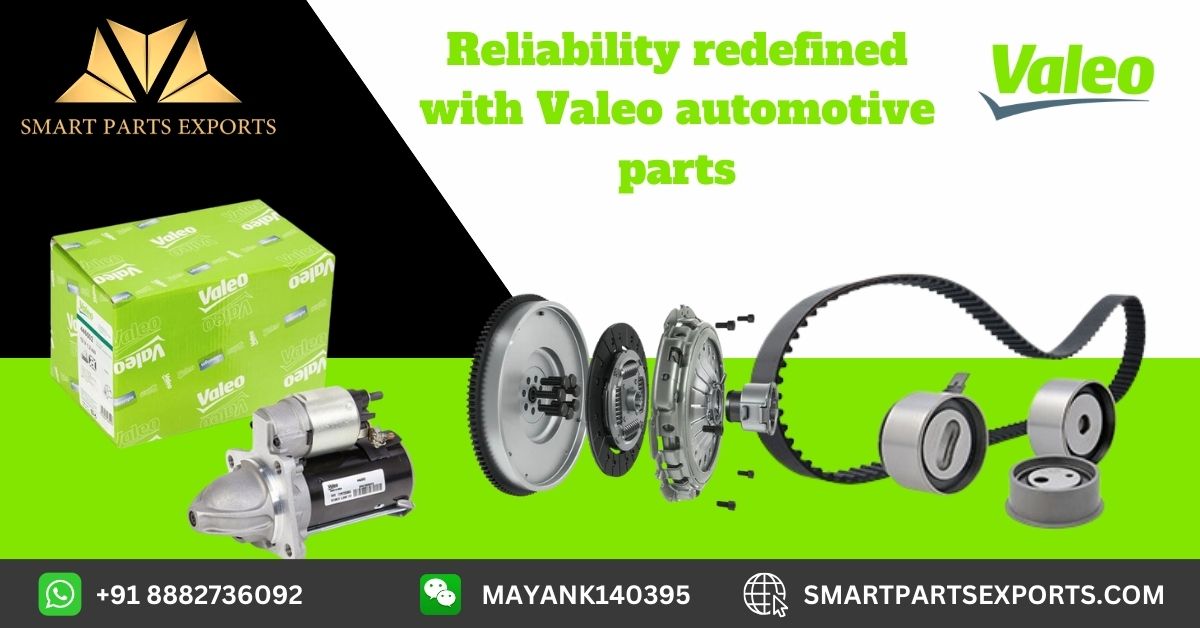 SMART PARTS EXPORTS
Reliability redefined
with Valeo automotive
parts
Valeo
Valeo
Valeo
Valeo
Valeo
Valeo
Valeo
Valeo
+91 8882736092
MAYANK140395
SMARTPARTSEXPORTS.COM